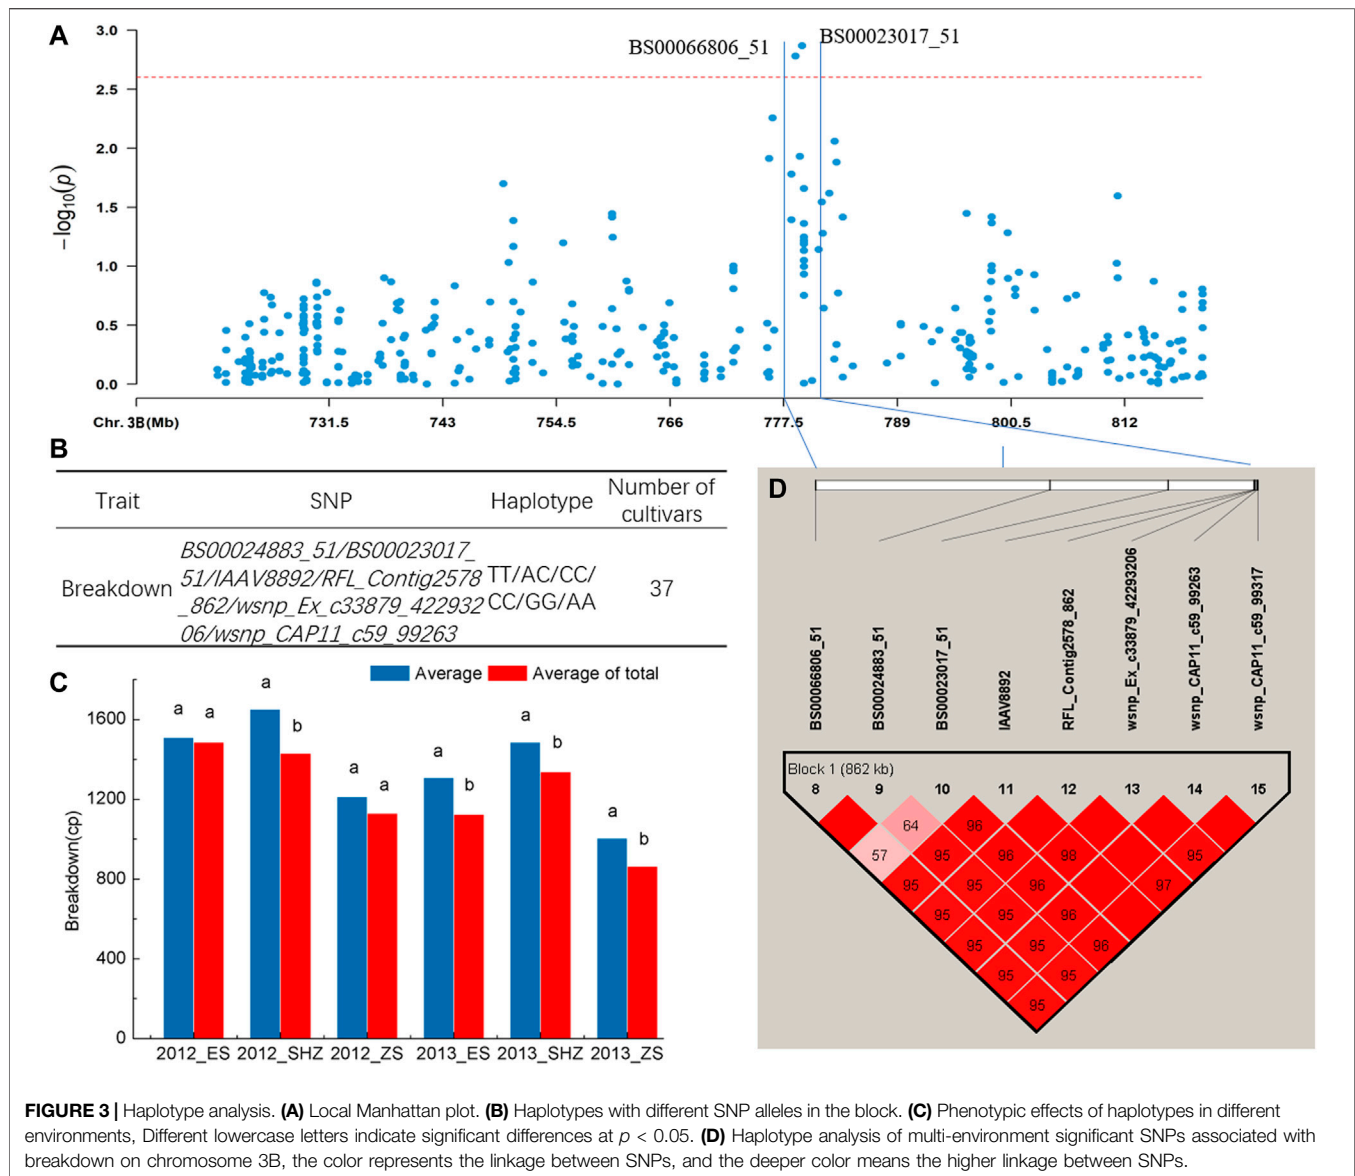 A
3.0
2.5
2.0
1.5
1.0
0.5
0.0
−log10(p)
BS00066806_51
BS00023017_51
Chr. 3B(Mb)
731.5
743
754.5
766
777.5
789
800.5
812
B
Trait
SNP
Haplotype
Number of
cultivars
Breakdown
BS00024883_51/BS00023017_
51/IAAV8892/RFL_Contig2578
_862/wsnp_Ex_c33879_422932
06/wsnp_CAP11_c59_99263
TT/AC/CC/
CC/GG/AA
37
C
Average
Average of total
Breakdown(cp)
1600
1200
800
400
0
a a
a b
a a
a b
a b
a b
2012_ES
2012_SHZ
2012_ZS
2013_ES
2013_SHZ
2013_ZS
D
BS00066806_51
BS00024883_51
BS00023017_51
IAAV8892
RFL_Contig2578_862
wsnp_Ex_c33879_42293206
wsnp_CAP11_c59_99263
wsnp_CAP11_c59_99317
Block 1 (862 kb)
8 9 10 11 12 13 14 15
64 96
57 95 96 98 95
95 95 96 97
95 95 96
95 95 96
95 95
95
FIGURE 3 | Haplotype analysis. (A) Local Manhattan plot. (B) Haplotypes with different SNP alleles in the block. (C) Phenotypic effects of haplotypes in different
environments, Different lowercase letters indicate significant differences at p < 0.05. (D) Haplotype analysis of multi-environment significant SNPs associated with
breakdown on chromosome 3B, the color represents the linkage between SNPs, and the deeper color means the higher linkage between SNPs.